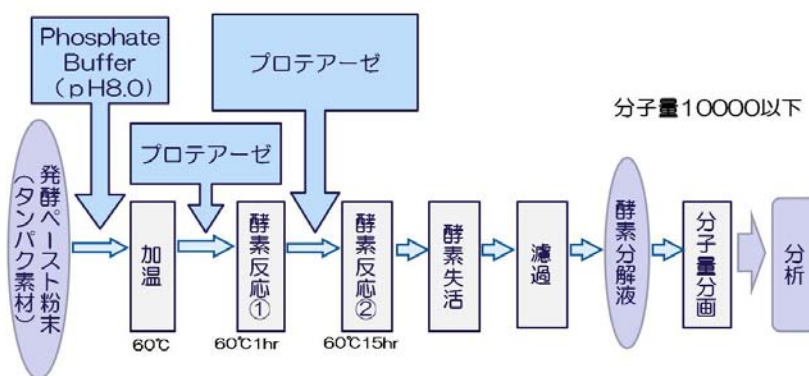 Phosphate
Buffer
(pH8.0)
プロテアーゼ
プロテアーゼ
分子量10000以下
発酵ペースト粉末
(タンパク素材)
加温
酵素反応①
酵素反応②
酵素失活
濾過
酵素分解液
分子量分画
分析
60℃
60℃1hr
60℃15hr